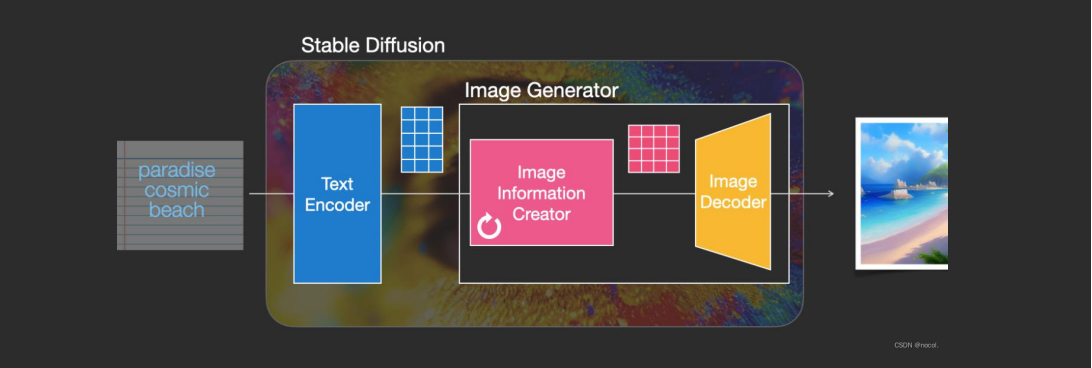 Stable Diffusion
Image Generator
paradise
cosmic
beach
Text
Encoder
Image
Information
Creator
Image
Decoder
CSDN @nocol.